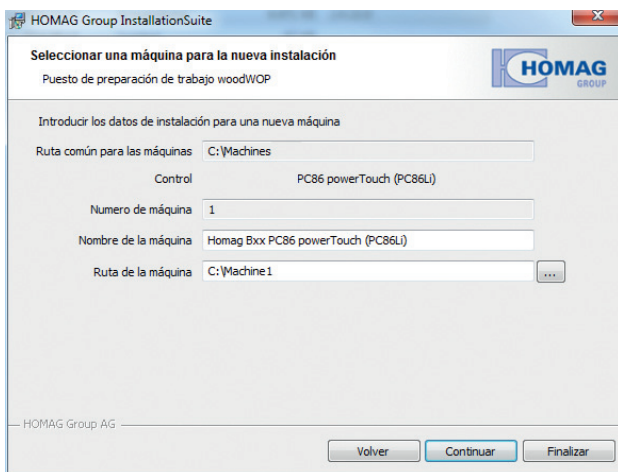 HOMAG Group InstallationSuite
Seleccionar una máquina para la nueva instalación
Puesto de preparación de trabajo woodWOP
HOMAG
GROUP
Introducir los datos de instalación para una nueva máquina
Ruta común para las máquinas C:\Machines
Control PC86 powerTouch (PC86Li)
Numero de máquina 1
Nombre de la máquina Homag Bxx PC86 powerTouch (PC86Li)
Ruta de la máquina C:\Machine1 ...
HOMAG Group AG
Volver Continuar Finalizar